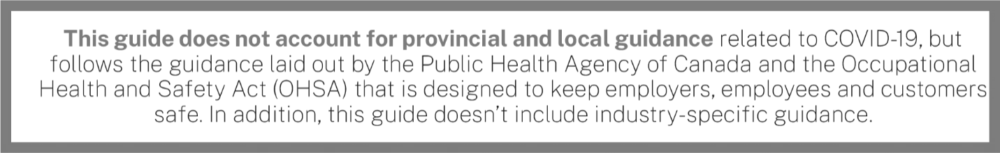 This guide does not account for provincial and local guidance related to COVID-19, but
follows the guidance laid out by the Public Health Agency of Canada and the Occupational
Health and Safety Act (OHSA) that is designed to keep employers, employees and customers
safe. In addition, this guide doesn’t include industry-specific guidance.